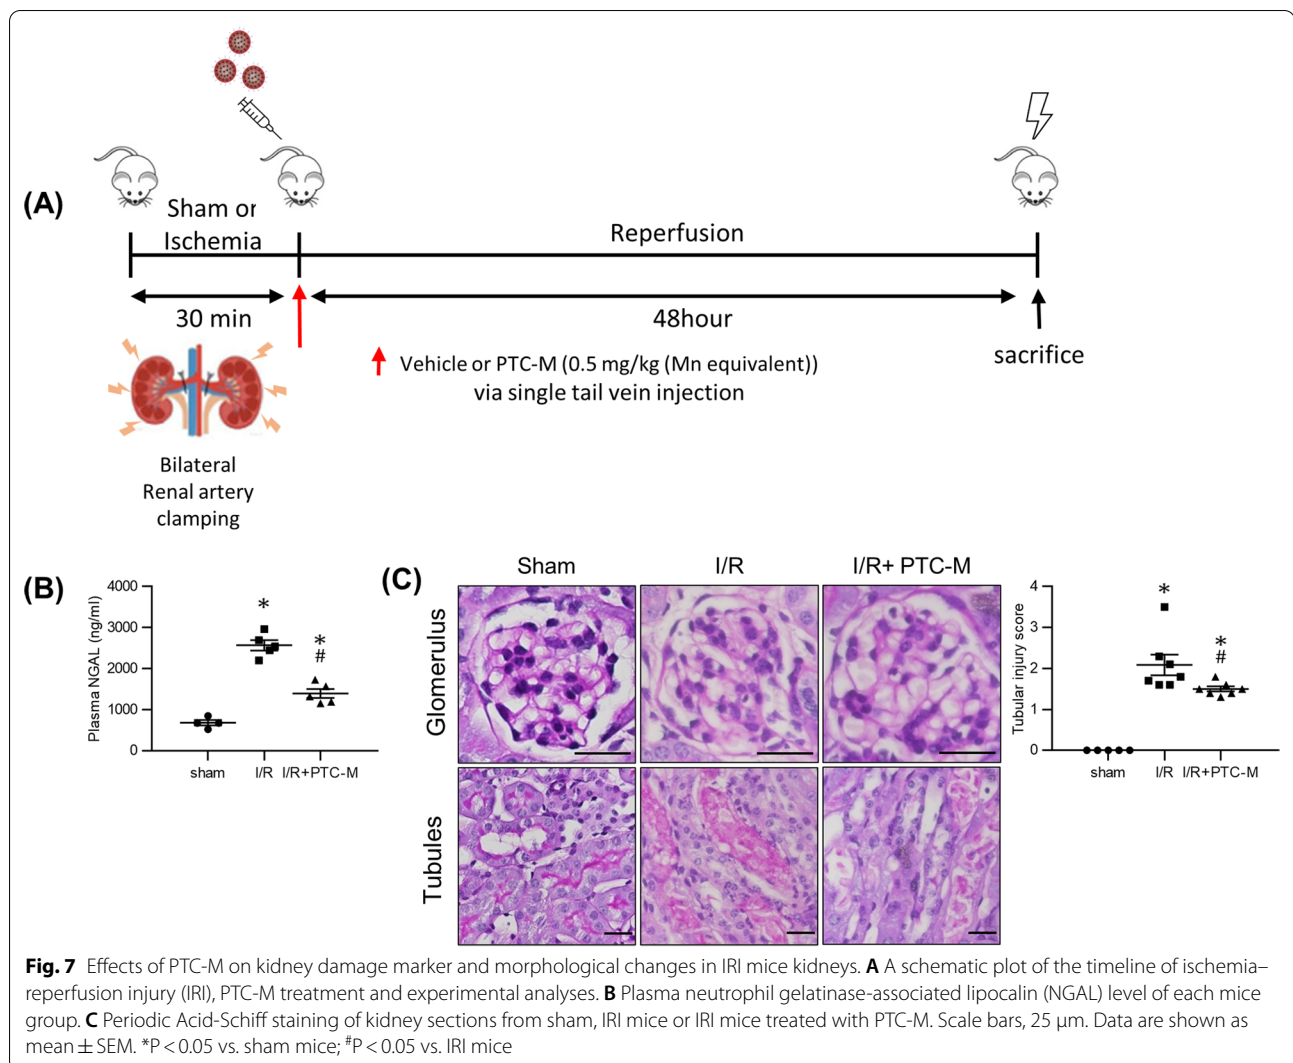 (A)
Sham or
Ischemia
Reperfusion
30 min
48hour
sacrifice
Vehicle or PTC-M (0.5 mg/kg (Mn equivalent))
via single tail vein injection
Bilateral
Renal artery
clamping
(B)
Plasma NGAL (ng/ml)
4000
3000
2000
1000
0
*
*
#
sham
I/R
I/R+PTC-M
(C)
Sham
I/R
I/R+ PTC-M
Glomerulus
Tubules
Tubular injury score
4
3
2
1
0
*
*
#
sham
I/R
I/R+PTC-M
Fig. 7 Effects of PTC-M on kidney damage marker and morphological changes in IRI mice kidneys. A A schematic plot of the timeline of ischemia–
reperfusion injury (IRI), PTC-M treatment and experimental analyses. B Plasma neutrophil gelatinase-associated lipocalin (NGAL) level of each mice
group. C Periodic Acid-Schiff staining of kidney sections from sham, IRI mice or IRI mice treated with PTC-M. Scale bars, 25 μm. Data are shown as
mean ± SEM. *P < 0.05 vs. sham mice; #P < 0.05 vs. IRI mice